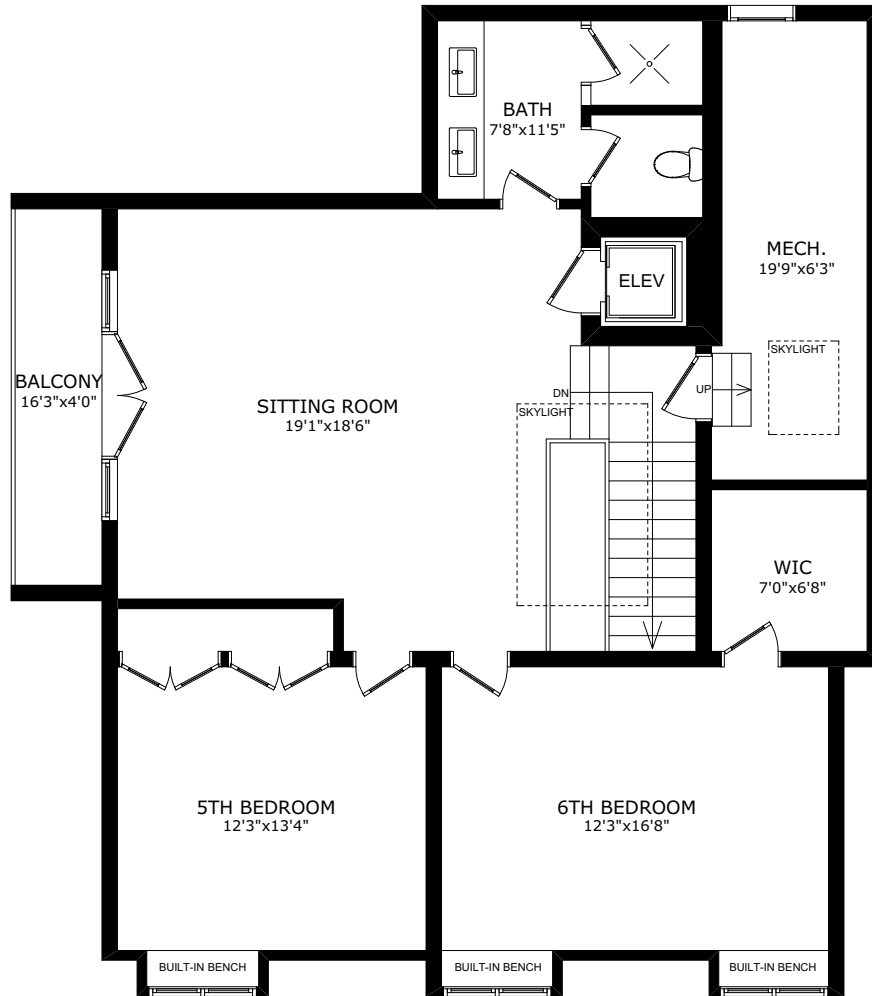 BATH
7'8"x11'5"
MECH.
19'9"x6'3"
ELEV
SKYLIGHT
BALCONY
16'3"x4'0"
UP
DN
SITTING ROOM
19'1"x18'6"
SKYLIGHT
WIC
7'0"x6'8"
5TH BEDROOM
12'3"x13'4"
6TH BEDROOM
12'3"x16'8"
BUILT-IN BENCH
BUILT-IN BENCH
BUILT-IN BENCH